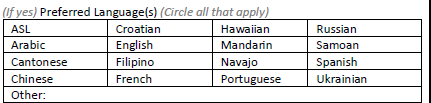 (If yes) Preferred Language(s) (Circle all that apply)
ASL Croatian Hawaiian Russian
Arabic English Mandarin Samoan
Cantonese Filipino Navajo Spanish
Chinese French Portuguese Ukrainian
Other: